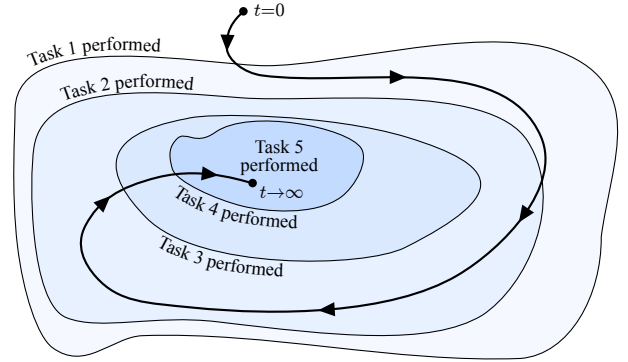 t=0
Task 1 performed
Task 2 performed
Task 5
performed
t→∞
Task 4 performed
Task 3 performed